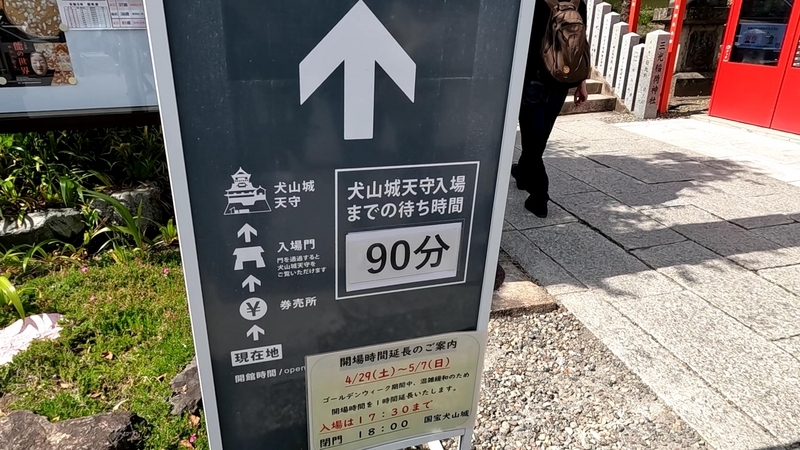 犬山城
天守
入場門
門を通過すると
犬山城天守を
ご覧いただけます
¥ 券売所
現在地
開館時間 / open
犬山城天守入場
までの待ち時間
90分
開場時間延長のご案内
4/29(土)～5/7(日)
ゴールデンウィーク期間中、混雑緩和のため
開場時間を1時間延長いたします。
入場は17:30まで
閉門 18:00 国宝犬山城
三光稲荷神社